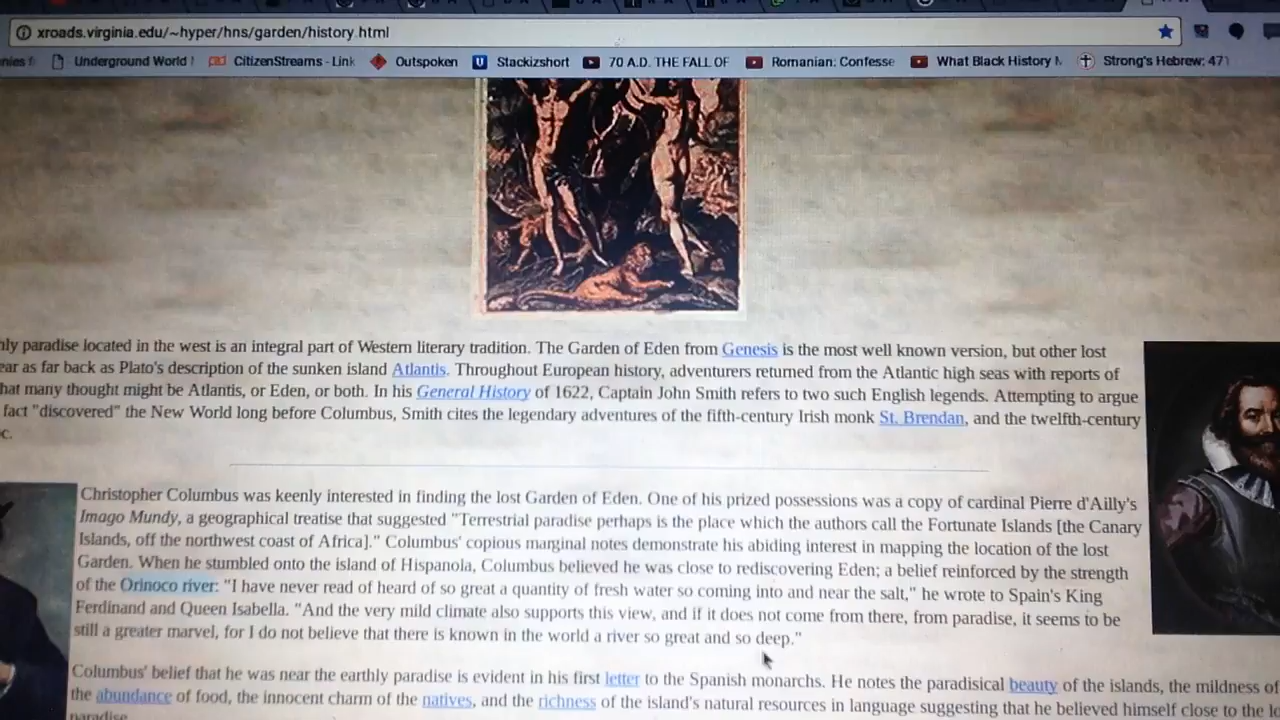 xroads.virginia.edu/~hyper/hns/garden/history.html
Underground World
CitizenStreams - Link
Outspoken
Stackizshort
70 A.D. THE FALL OF
Romanian: Confesse
What Black History
Strong's Hebrew: 47
paradise located in the west is an integral part of Western literary tradition. The Garden of Eden from Genesis is the most well known version, but other lost
as far back as Plato's description of the sunken island Atlantis. Throughout European history, adventurers returned from the Atlantic high seas with reports of
many thought might be Atlantis, or Eden, or both. In his General History of 1622, Captain John Smith refers to two such English legends. Attempting to argue
fact "discovered" the New World long before Columbus, Smith cites the legendary adventures of the fifth-century Irish monk St. Brendan, and the twelfth-century
c.
Christopher Columbus was keenly interested in finding the lost Garden of Eden. One of his prized possessions was a copy of cardinal Pierre d'Ailly's
Imago Mundy, a geographical treatise that suggested "Terrestrial paradise perhaps is the place which the authors call the Fortunate Islands [the Canary
Islands, off the northwest coast of Africa]." Columbus' copious marginal notes demonstrate his abiding interest in mapping the location of the lost
Garden. When he stumbled onto the island of Hispanola, Columbus believed he was close to rediscovering Eden; a belief reinforced by the strength
of the Orinoco river: "I have never read of heard of so great a quantity of fresh water so coming into and near the salt," he wrote to Spain's King
Ferdinand and Queen Isabella. "And the very mild climate also supports this view, and if it does not come from there, from paradise, it seems to be
still a greater marvel, for I do not believe that there is known in the world a river so great and so deep."
Columbus' belief that he was near the earthly paradise is evident in his first letter to the Spanish monarchs. He notes the paradisical beauty of the islands, the mildness of
the abundance of food, the innocent charm of the natives, and the richness of the island's natural resources in language suggesting that he believed himself close to the
paradise